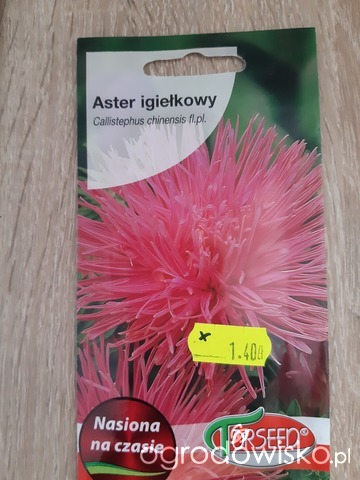 Aster igiełkowy
Callistephus chinensis fl.pl.
x
1.40
Nasiona
na czasie
TORSEED®
ogrodowisko.pl